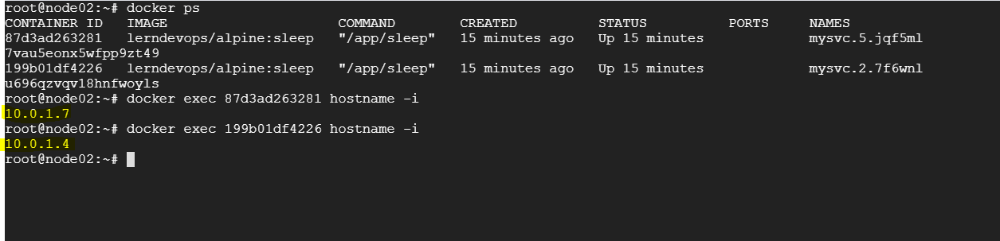 root@node02:~# docker ps
CONTAINER ID   IMAGE                     COMMAND        CREATED          STATUS          PORTS     NAMES
87d3ad263281   lerndevops/alpine:sleep   "/app/sleep"   15 minutes ago   Up 15 minutes             mysvc.5.jqf5ml
7vau5eonx5wfpp9zt49
199b01df4226   lerndevops/alpine:sleep   "/app/sleep"   15 minutes ago   Up 15 minutes             mysvc.2.7f6wnl
u696qzvqv18hnfwoyls
root@node02:~# docker exec 87d3ad263281 hostname -i
10.0.1.7
root@node02:~# docker exec 199b01df4226 hostname -i
10.0.1.4
root@node02:~#